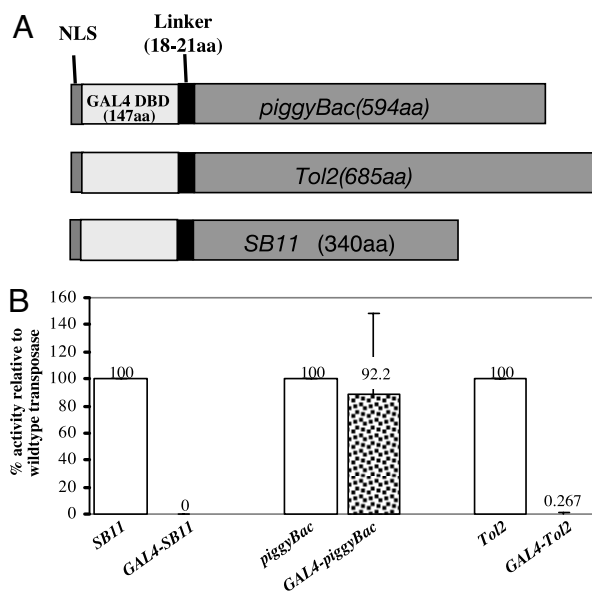 A
NLS
Linker
(18-21aa)
GAL4 DBD
(147aa)
piggyBac(594aa)
Tol2(685aa)
SB11 (340aa)
B
% activity relative to
wildtype transposase
160
140
120
100
80
60
40
20
0
100
0
100
92.2
100
0.267
SB11
GAL4-SB11
piggyBac
GAL4-piggyBac
Tol2
GAL4-Tol2